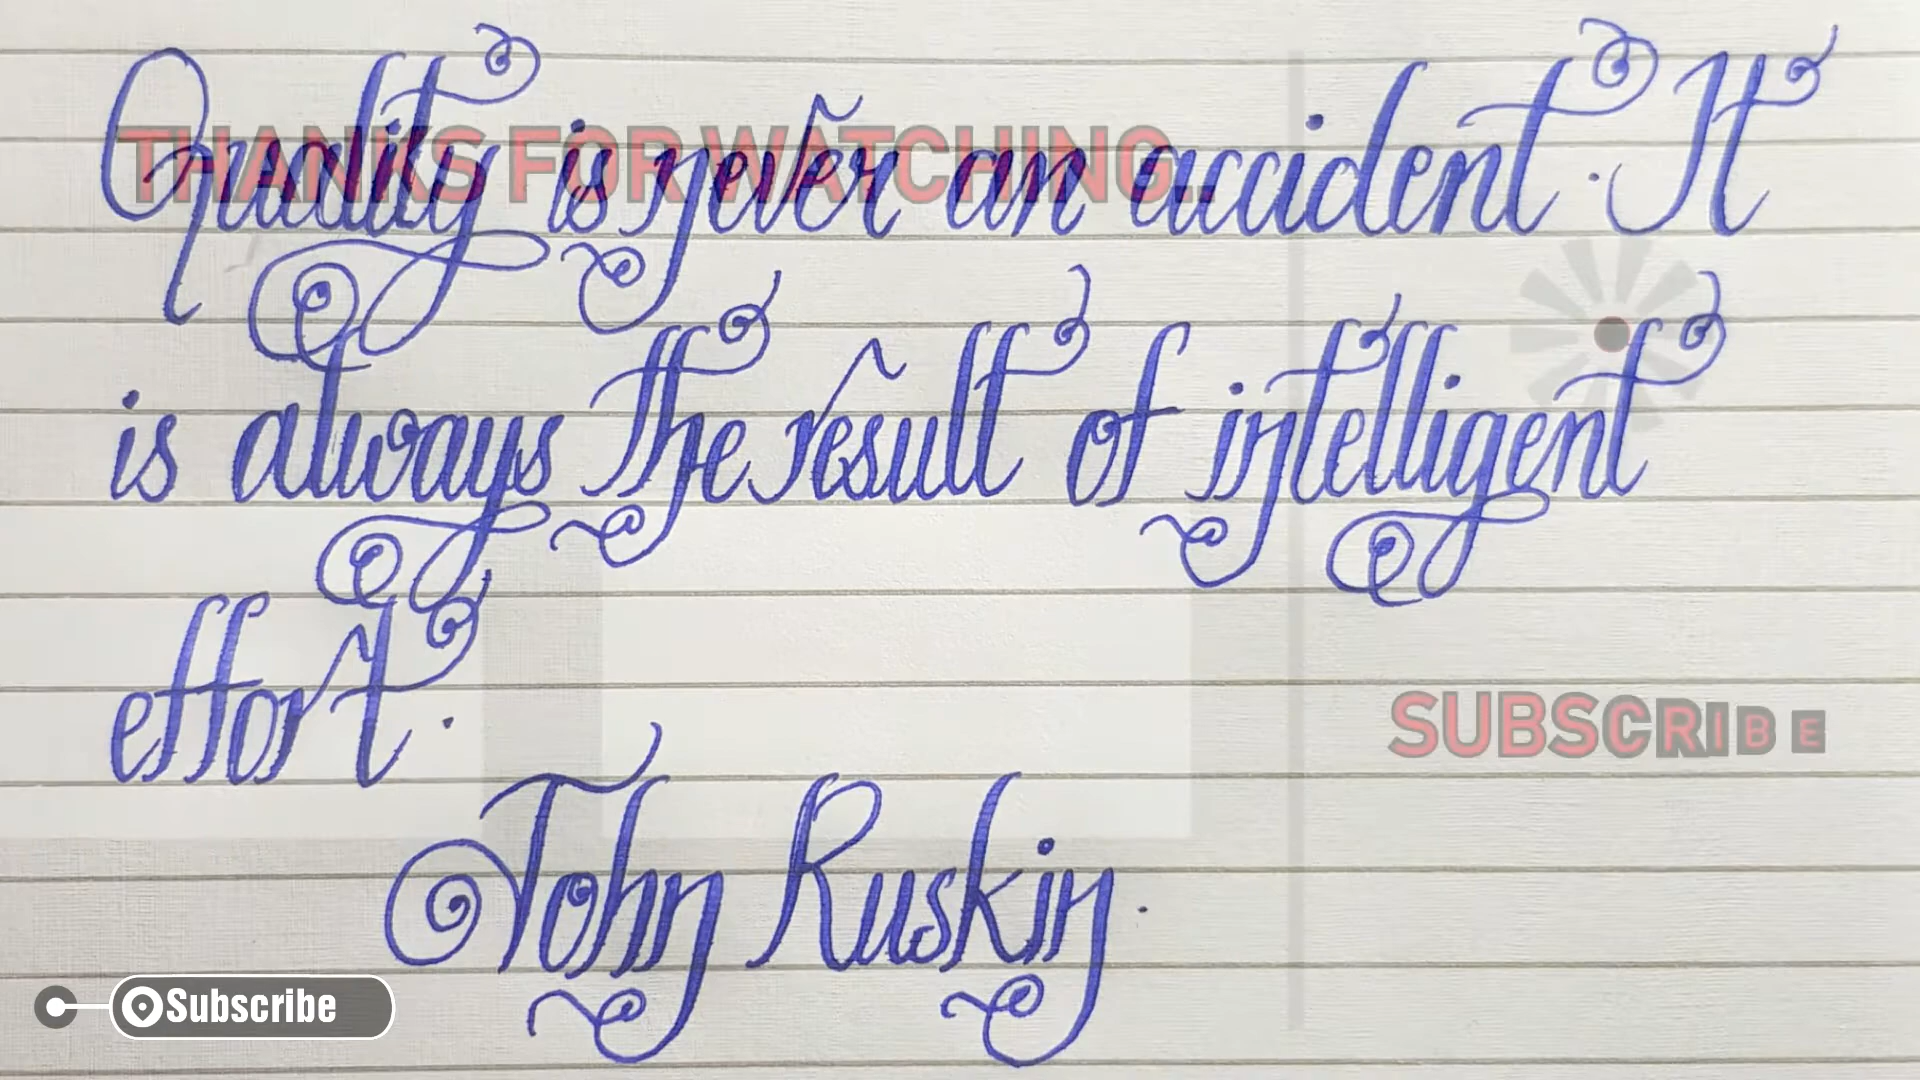 Quality is never an accident. It
THANKS FOR WATCHING..
is always the result of intelligent
effort.
SUBSCRIBE
John Ruskin.
Subscribe